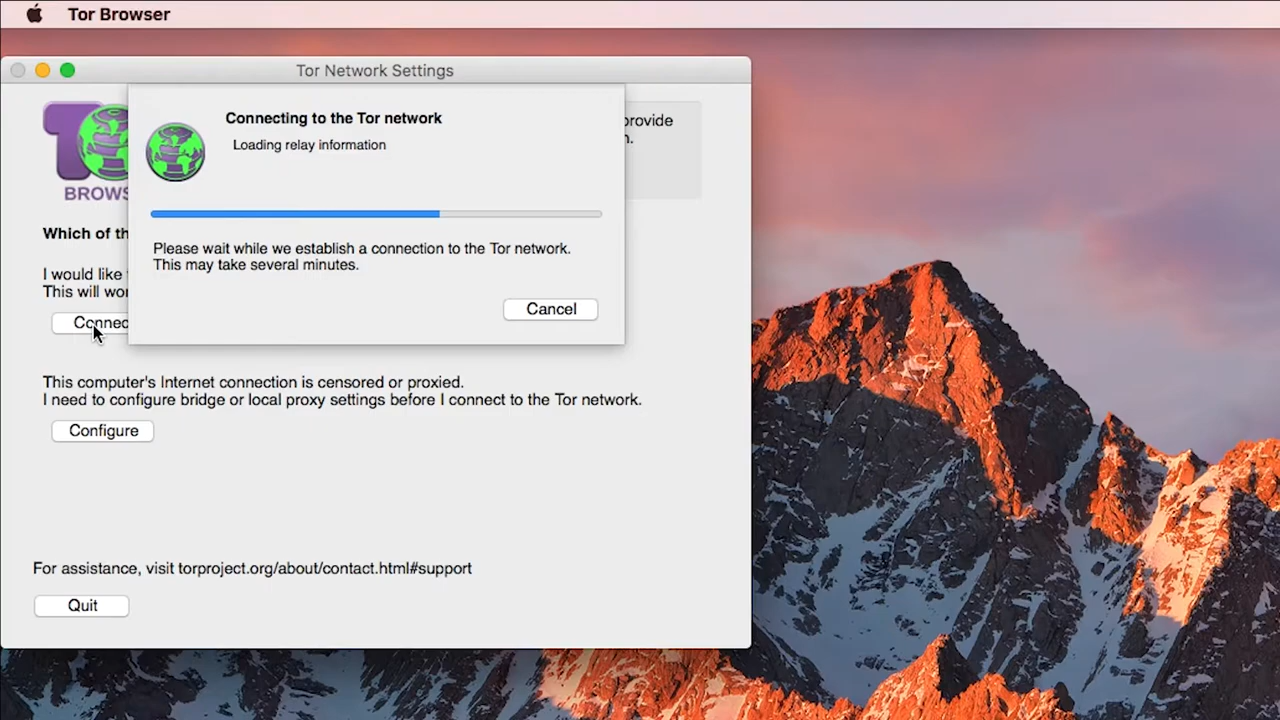 Tor Browser
Tor Network Settings
Connecting to the Tor network
Loading relay information
provide
n.
BROWS
Please wait while we establish a connection to the Tor network.
This may take several minutes.
Cancel
Which of th
I would like
This will wor
Connec
This computer's Internet connection is censored or proxied.
I need to configure bridge or local proxy settings before I connect to the Tor network.
Configure
For assistance, visit torproject.org/about/contact.html#support
Quit